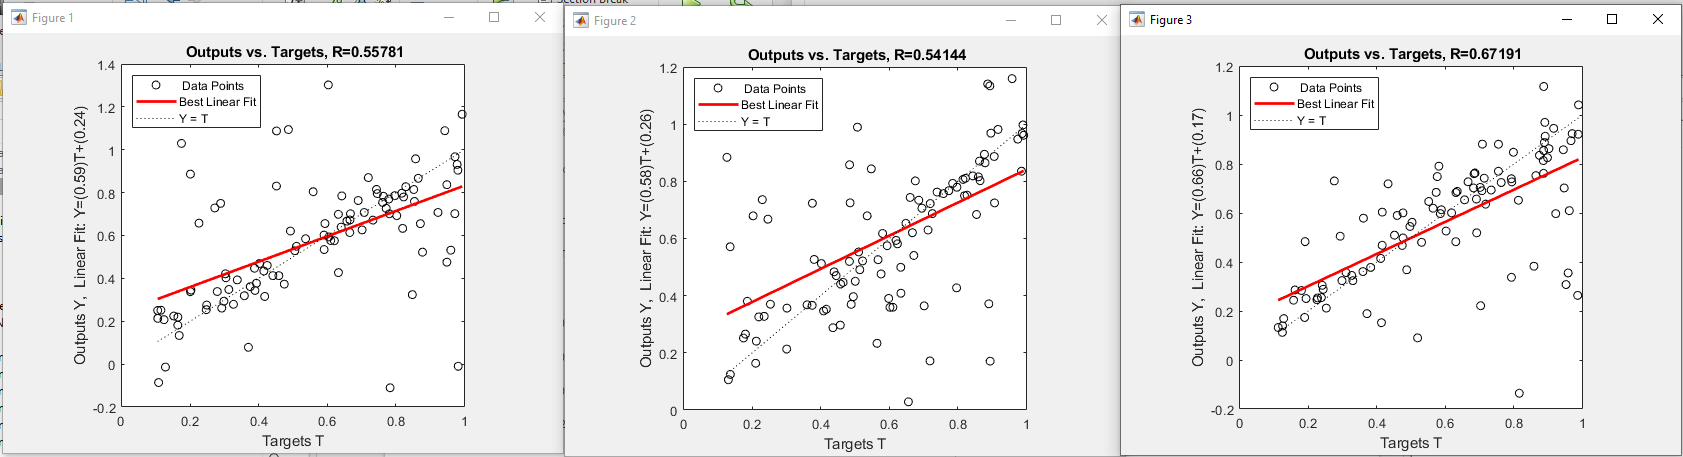 Section Break
Figure 1
Outputs vs. Targets, R=0.55781
Outputs Y, Linear Fit: Y=(0.59)T+(0.24)
1.4
1.2
1
0.8
0.6
0.4
0.2
0
-0.2
Data Points
Best Linear Fit
Y = T
0
0.2
0.4
0.6
0.8
1
Targets T
Figure 2
Outputs vs. Targets, R=0.54144
Outputs Y, Linear Fit: Y=(0.58)T+(0.26)
1.2
1
0.8
0.6
0.4
0.2
0
Data Points
Best Linear Fit
Y = T
0
0.2
0.4
0.6
0.8
1
Targets T
Figure 3
Outputs vs. Targets, R=0.67191
Outputs Y, Linear Fit: Y=(0.66)T+(0.17)
1.2
1
0.8
0.6
0.4
0.2
0
-0.2
Data Points
Best Linear Fit
Y = T
0
0.2
0.4
0.6
0.8
1
Targets T